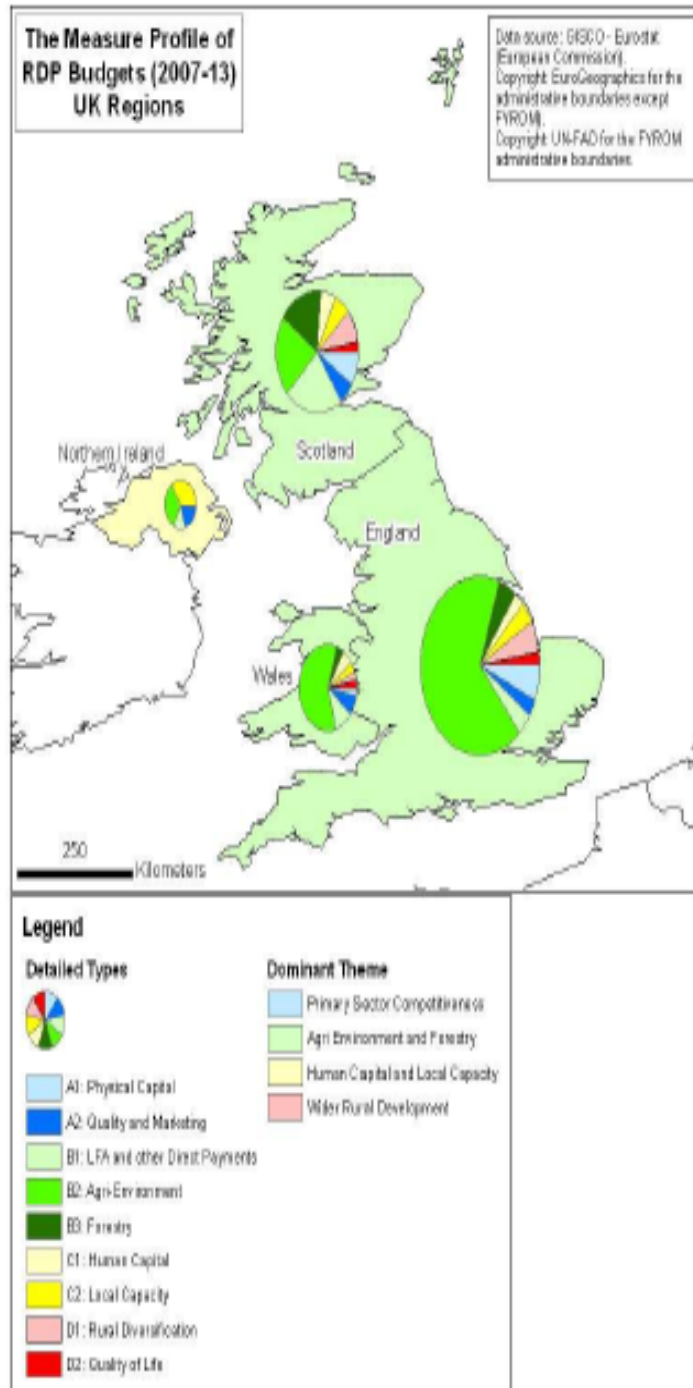 The Measure Profile of
RDP Budgets (2007-13)
UK Regions
Data source: GISCO - Eurostat
(European Commission).
Copyright: EuroGeographics for the
administrative boundaries except
FYROM).
Copyright: UN-FAO for the FYROM
administrative boundaries.
Northern Ireland
Scotland
England
Wales
250
Kilometers
Legend
Detailed Types
A1: Physical Capital
A2: Quality and Marketing
B1: LFA and other Direct Payments
B2: Agri-Environment
B3: Forestry
C1: Human Capital
C2: Local Capacity
D1: Rural Diversification
D2: Quality of Life
Dominant Theme
Primary Sector Competitiveness
Agri Environment and Forestry
Human Capital and Local Capacity
Wider Rural Development